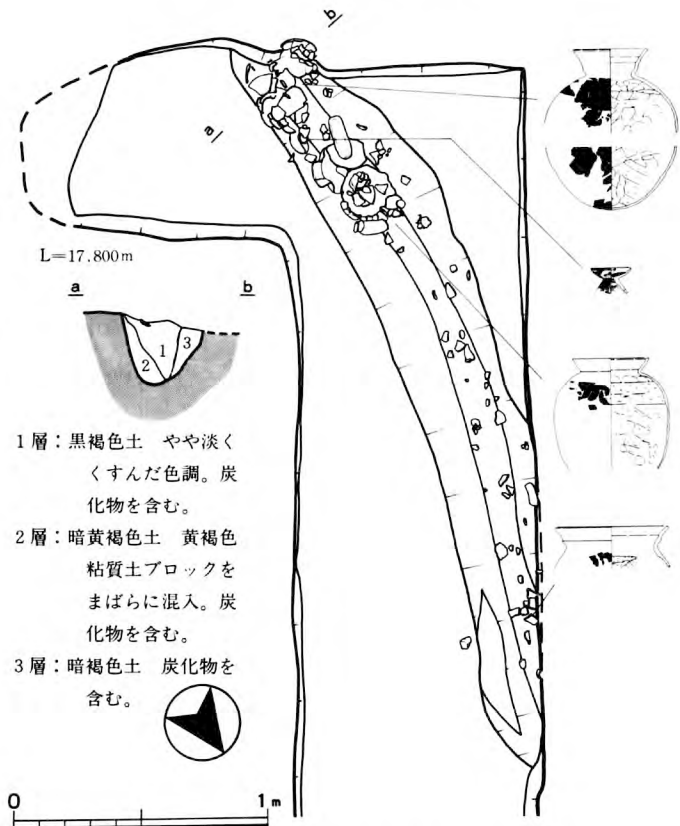 b
a
L=17.800m
a b
1
2
3
1層：黒褐色土 やや淡く
くすんだ色調。炭
化物を含む。
2層：暗黄褐色土 黄褐色
粘質土ブロックを
まばらに混入。炭
化物を含む。
3層：暗褐色土 炭化物を
含む。
0 1m